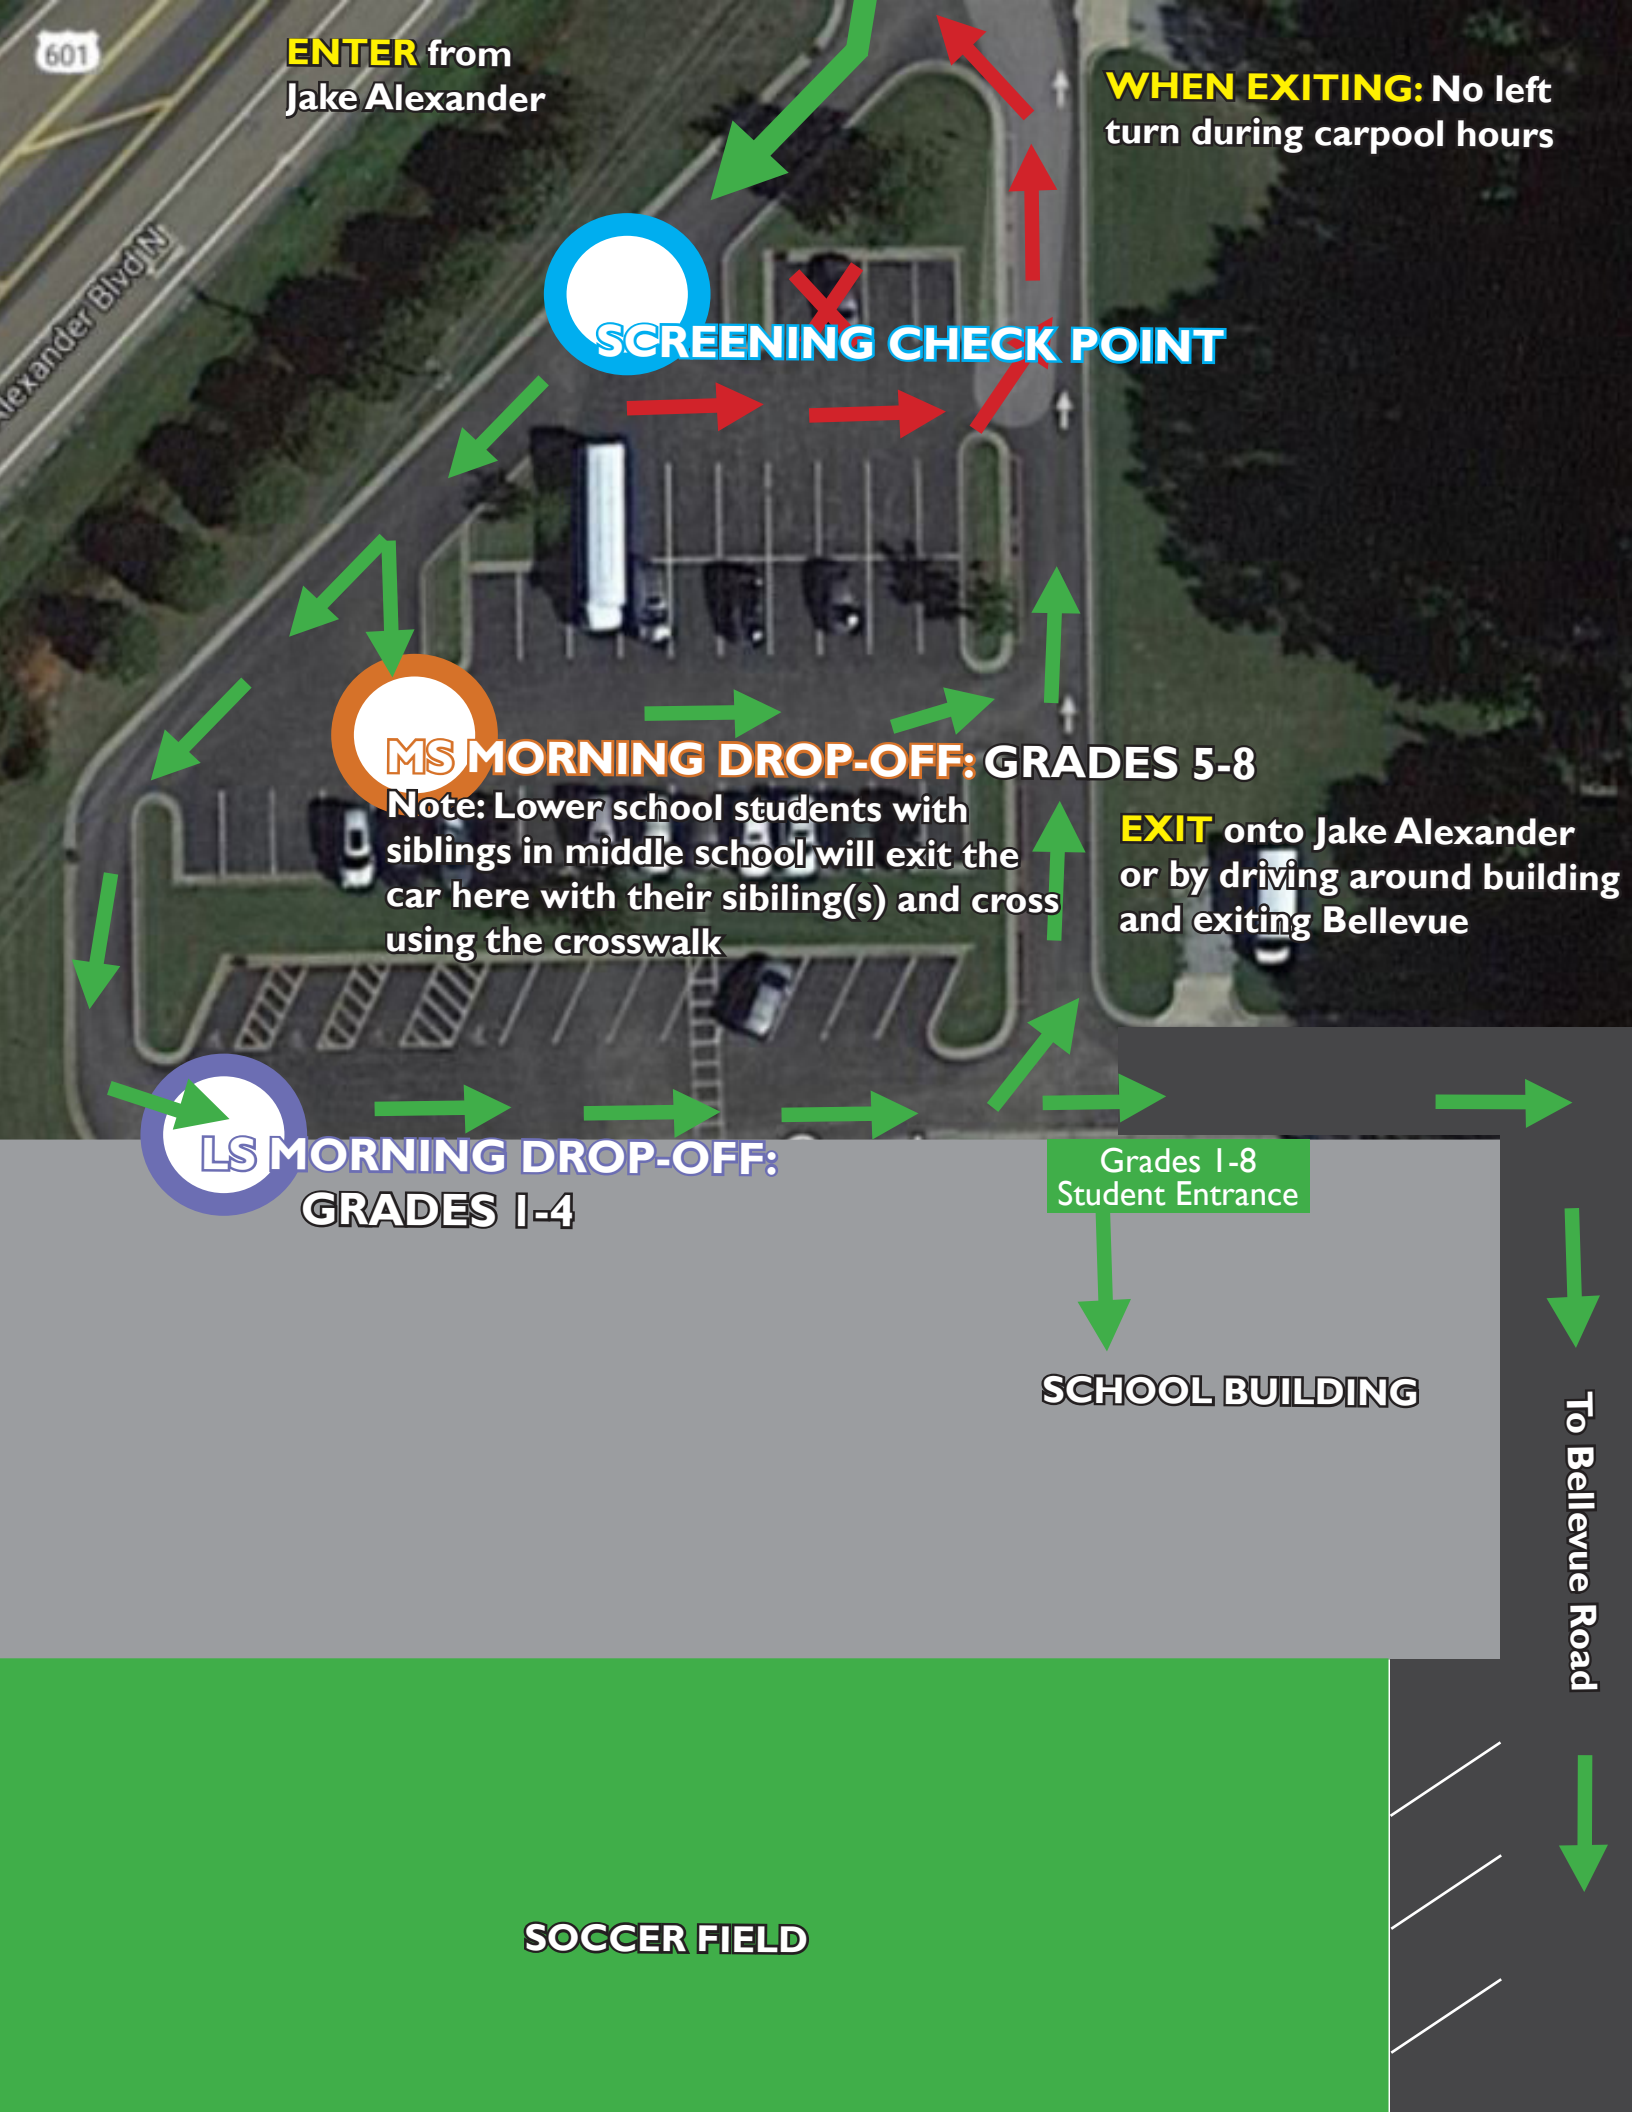 601
ENTER from
Jake Alexander
WHEN EXITING: No left
turn during carpool hours
Alexander Blvd N
SCREENING CHECK POINT
MS MORNING DROP-OFF: GRADES 5-8
Note: Lower school students with
siblings in middle school will exit the
car here with their sibiling(s) and cross
using the crosswalk
EXIT onto Jake Alexander
or by driving around building
and exiting Bellevue
LS MORNING DROP-OFF:
GRADES 1-4
Grades 1-8
Student Entrance
SCHOOL BUILDING
To Bellevue Road
SOCCER FIELD